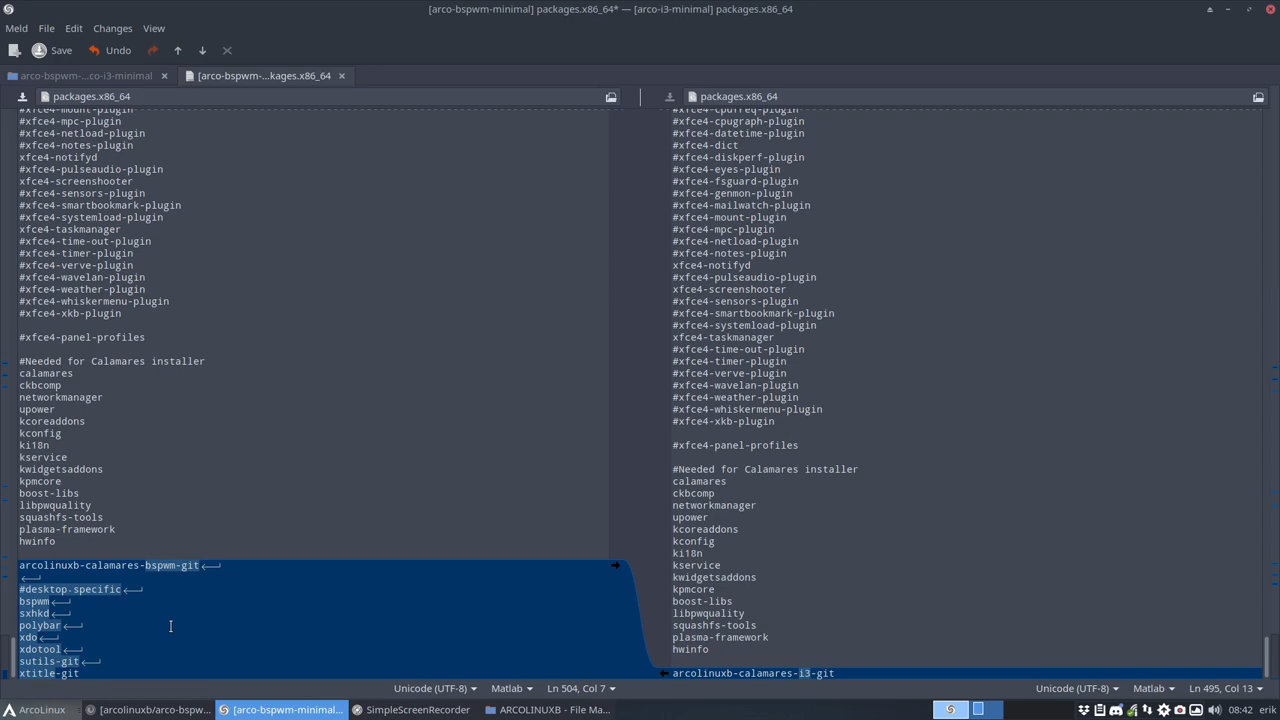 [arco-bspwm-minimal] packages.x86_64* — [arco-i3-minimal] packages.x86_64
Meld File Edit Changes View
Save Undo
arco-bspwm-...co-i3-minimal
[arco-bspwm-...kages.x86_64
packages.x86_64
#xfce4-mount-plugin
#xfce4-mpc-plugin
#xfce4-netload-plugin
#xfce4-notes-plugin
xfce4-notifyd
#xfce4-pulseaudio-plugin
xfce4-screenshooter
#xfce4-sensors-plugin
#xfce4-smartbookmark-plugin
#xfce4-systemload-plugin
xfce4-taskmanager
#xfce4-time-out-plugin
#xfce4-timer-plugin
#xfce4-verve-plugin
#xfce4-wavelan-plugin
#xfce4-weather-plugin
#xfce4-whiskermenu-plugin
#xfce4-xkb-plugin
#xfce4-panel-profiles
#Needed for Calamares installer
calamares
ckbcomp
networkmanager
upower
kcoreaddons
kconfig
ki18n
kservice
kwidgetsaddons
kpmcore
boost-libs
libpwquality
squashfs-tools
plasma-framework
hwinfo
arcolinuxb-calamares-bspwm-git
#desktop-specific
bspwm
sxhkd
polybar
xdo
xdotool
sutils-git
xtitle-git
packages.x86_64
#xfce4-cpufreq-plugin
#xfce4-cpugraph-plugin
#xfce4-datetime-plugin
#xfce4-dict
#xfce4-diskperf-plugin
#xfce4-eyes-plugin
#xfce4-fsguard-plugin
#xfce4-genmon-plugin
#xfce4-mailwatch-plugin
#xfce4-mount-plugin
#xfce4-mpc-plugin
#xfce4-netload-plugin
#xfce4-notes-plugin
xfce4-notifyd
#xfce4-pulseaudio-plugin
xfce4-screenshooter
#xfce4-sensors-plugin
#xfce4-smartbookmark-plugin
#xfce4-systemload-plugin
xfce4-taskmanager
#xfce4-time-out-plugin
#xfce4-timer-plugin
#xfce4-verve-plugin
#xfce4-wavelan-plugin
#xfce4-weather-plugin
#xfce4-whiskermenu-plugin
#xfce4-xkb-plugin
#xfce4-panel-profiles
#Needed for Calamares installer
calamares
ckbcomp
networkmanager
upower
kcoreaddons
kconfig
ki18n
kservice
kwidgetsaddons
kpmcore
boost-libs
libpwquality
squashfs-tools
plasma-framework
hwinfo
arcolinuxb-calamares-i3-git
Unicode (UTF-8) Matlab Ln 504, Col 7
Unicode (UTF-8) Matlab Ln 495, Col 13
ArcoLinux
[arcolinuxb/arco-bspw...
[arco-bspwm-minimal...
SimpleScreenRecorder
ARCOLINUXB - File Ma...
08:42 erik